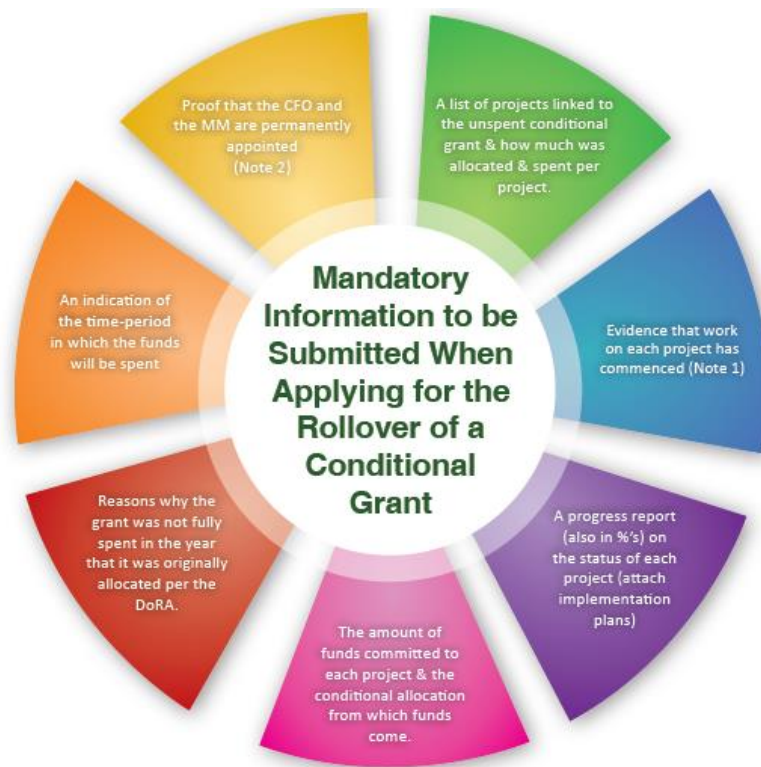 Mandatory
Information to be
Submitted When
Applying for the
Rollover of a
Conditional
Grant
A list of projects linked to
the unspent conditional
grant & how much was
allocated & spent per
project.
Evidence that work
on each project has
commenced (Note 1)
A progress report
(also in %'s) on
the status of each
project (attach
implementation
plans)
The amount of
funds committed to
each project & the
conditional allocation
from which funds
come.
Reasons why the
grant was not fully
spent in the year
that it was originally
allocated per the
DoRA.
An indication of
the time-period
in which the funds
will be spent
Proof that the CFO and
the MM are permanently
appointed
(Note 2)